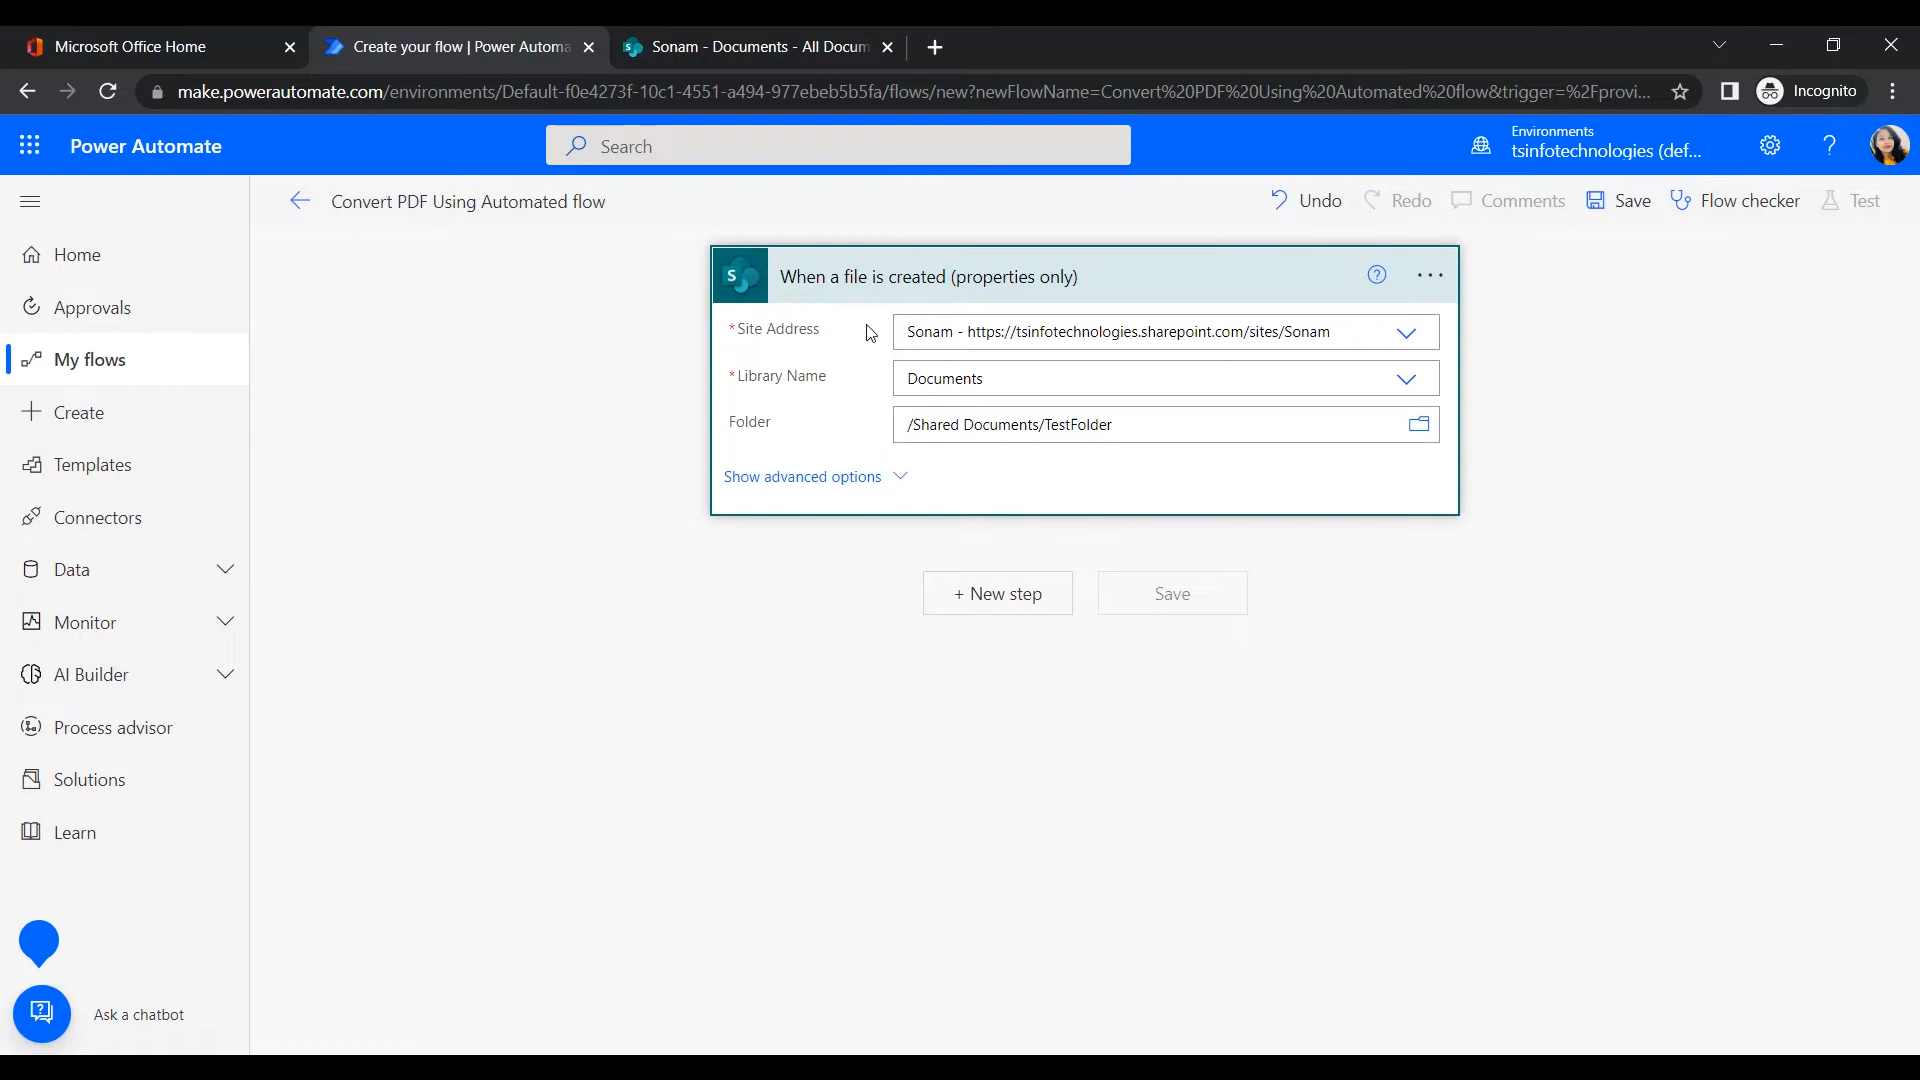 Microsoft Office Home
Create your flow | Power Automa
Sonam - Documents - All Docum
make.powerautomate.com/environments/Default-f0e4273f-10c1-4551-a494-977ebeb5b5fa/flows/new?newFlowName=Convert%20PDF%20Using%20Automated%20flow&trigger=%2Fprovi...
Incognito
Power Automate
Search
Environments
tsinfotechnologies (def...
?
Convert PDF Using Automated flow
Undo
Redo
Comments
Save
Flow checker
Test
Home
Approvals
My flows
Create
Templates
Connectors
Data
Monitor
AI Builder
Process advisor
Solutions
Learn
Ask a chatbot
S
When a file is created (properties only)
?
* Site Address
Sonam - https://tsinfotechnologies.sharepoint.com/sites/Sonam
* Library Name
Documents
Folder
/Shared Documents/TestFolder
Show advanced options
+ New step
Save